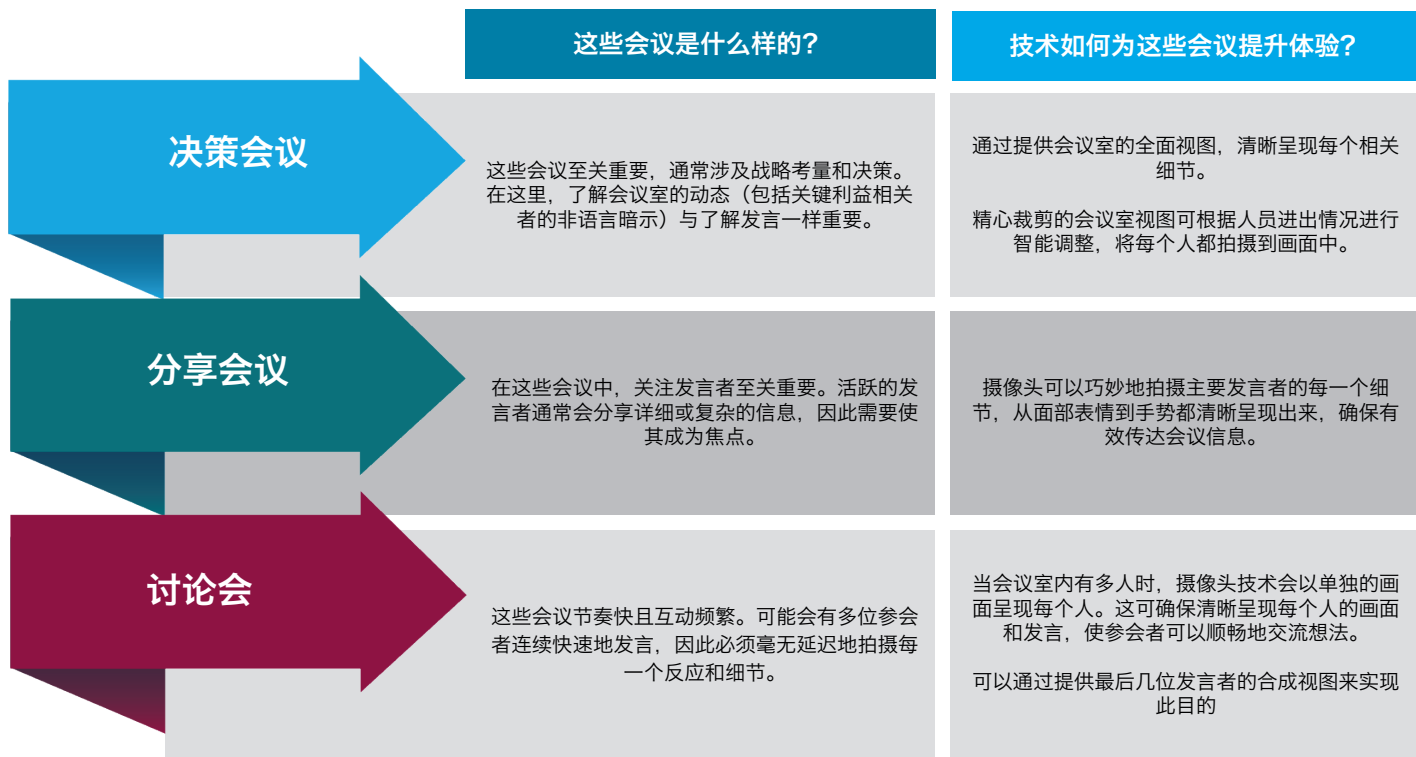 这些会议是什么样的?
技术如何为这些会议提升体验?
决策会议
这些会议至关重要，通常涉及战略考量和决策。
在这里，了解会议室的动态（包括关键利益相关
者的非语言暗示）与了解发言一样重要。
通过提供会议室的全面视图，清晰呈现每个相关
细节。
精心裁剪的会议室视图可根据人员进出情况进行
智能调整，将每个人都拍摄到画面中。
分享会议
在这些会议中，关注发言者至关重要。活跃的发
言者通常会分享详细或复杂的信息，因此需要使
其成为焦点。
摄像头可以巧妙地拍摄主要发言者的每一个细
节，从面部表情到手势都清晰呈现出来，确保有
效传达会议信息。
讨论会
这些会议节奏快且互动频繁。可能会有多位参会
者连续快速地发言，因此必须毫无延迟地拍摄每
一个反应和细节。
当会议室内有多人时，摄像头技术会以单独的画
面呈现每个人。这可确保清晰呈现每个人的画面
和发言，使参会者可以顺畅地交流想法。
可以通过提供最后几位发言者的合成视图来实现
此目的